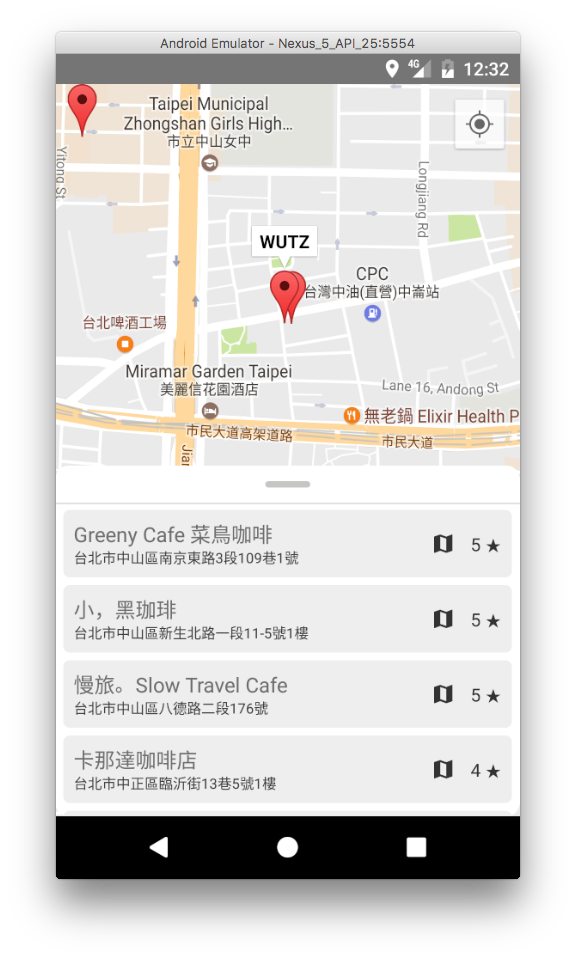 Android Emulator - Nexus_5_API_25:5554
4G 12:32
Taipei Municipal
Zhongshan Girls High…
市立中山女中
Yitong St
Longjiang Rd
WUTZ
CPC
台灣中油(直營)中崙站
台北啤酒工場
Miramar Garden Taipei
美麗信花園酒店
Lane 16, Andong St
無老鍋 Elixir Health P
市民大道高架道路
市民大道
Jian
Greeny Cafe 菜鳥咖啡
台北市中山區南京東路3段109巷1號
5 ★
小，黑珈琲
台北市中山區新生北路一段11-5號1樓
5 ★
慢旅。Slow Travel Cafe
台北市中山區八德路二段176號
5 ★
卡那達咖啡店
台北市中正區臨沂街13巷5號1樓
4 ★